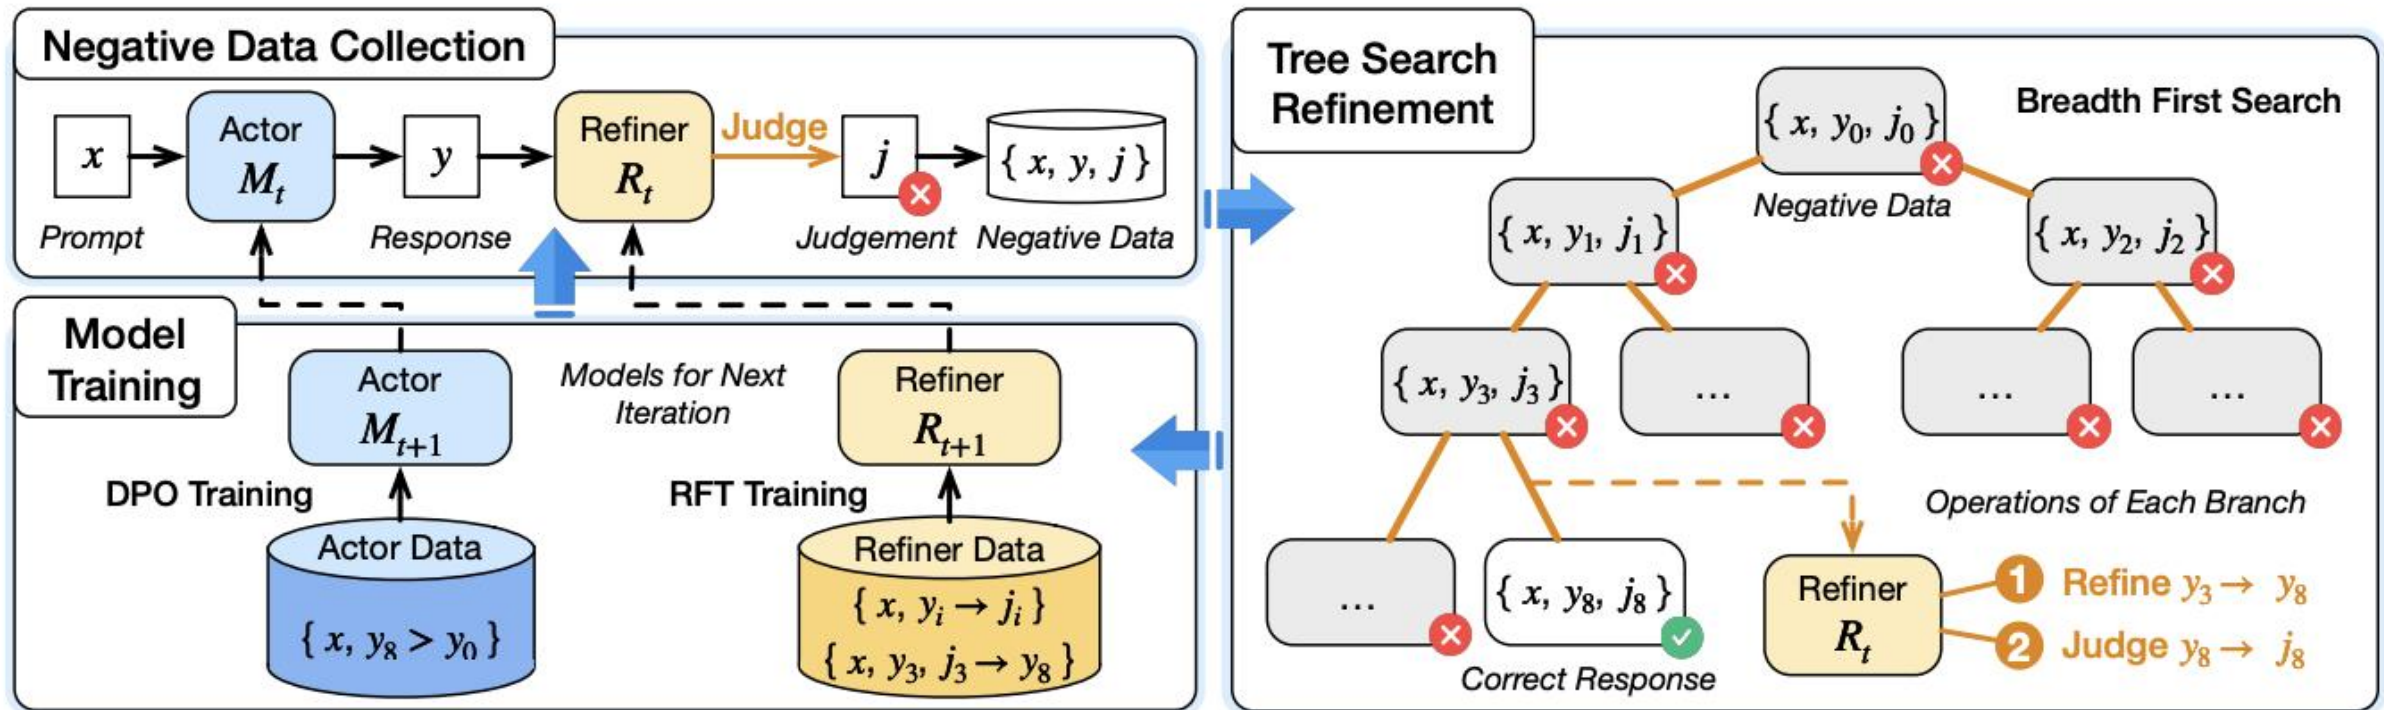 Negative Data Collection
x
Actor
M_t
y
Refiner
R_t
Judge
j
{ x, y, j }
Prompt
Response
Judgement
Negative Data
Tree Search
Refinement
Breadth First Search
{ x, y_0, j_0 }
Negative Data
{ x, y_1, j_1 }
{ x, y_2, j_2 }
{ x, y_3, j_3 }
...
...
...
...
{ x, y_8, j_8 }
Correct Response
Operations of Each Branch
Refiner
R_t
1 Refine y_3 → y_8
2 Judge y_8 → j_8
Model
Training
Actor
M_{t+1}
Models for Next
Iteration
Refiner
R_{t+1}
DPO Training
RFT Training
Actor Data
{ x, y_8 > y_0 }
Refiner Data
{ x, y_i → j_i }
{ x, y_3, j_3 → y_8 }